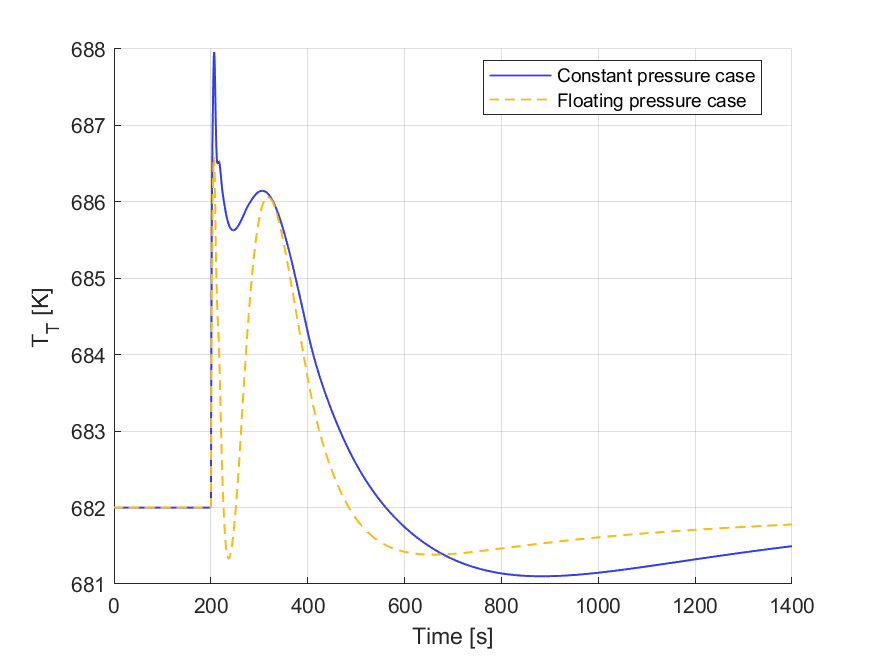 688
687
686
685
684
683
682
681
0 200 400 600 800 1000 1200 1400
T_T [K]
Time [s]
Constant pressure case
Floating pressure case